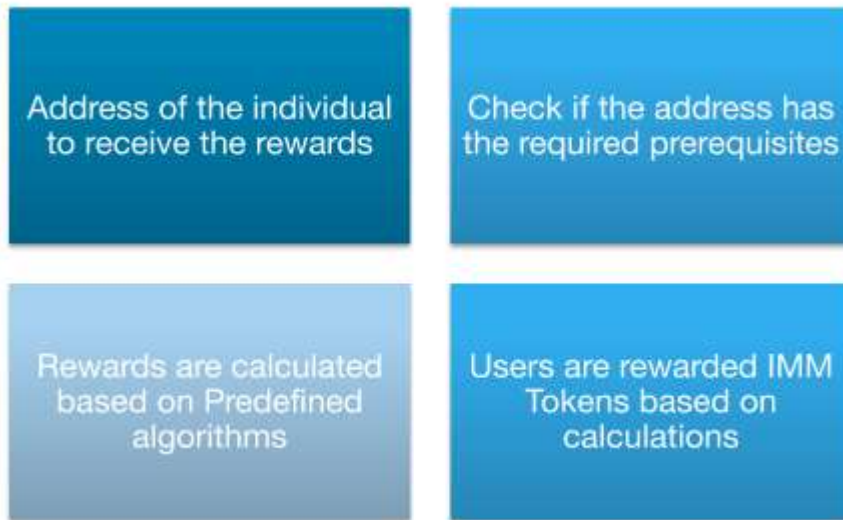 Address of the individual
to receive the rewards
Check if the address has
the required prerequisites
Rewards are calculated
based on Predefined
algorithms
Users are rewarded IMM
Tokens based on
calculations